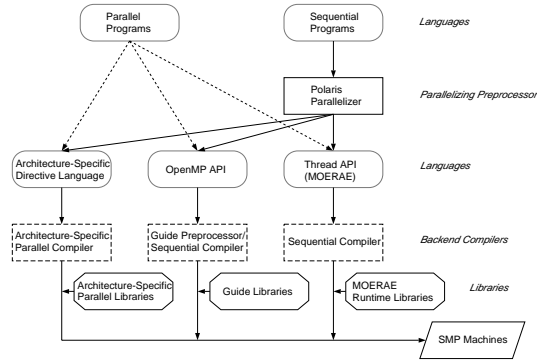 Parallel
Programs
Sequential
Programs
Languages
Polaris
Parallelizer
Parallelizing Preprocessor
Architecture-Specific
Directive Language
OpenMP API
Thread API
(MOERAE)
Languages
Architecture-Specific
Parallel Compiler
Guide Preprocessor/
Sequential Compiler
Sequential Compiler
Backend Compilers
Architecture-Specific
Parallel Libraries
Guide Libraries
MOERAE
Runtime Libraries
Libraries
SMP Machines